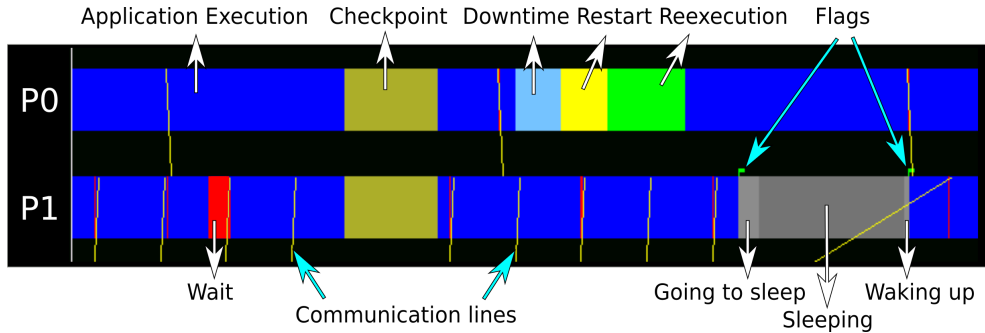 Application Execution Checkpoint Downtime Restart Reexecution Flags
P0
P1
Wait
Communication lines
Going to sleep
Sleeping
Waking up